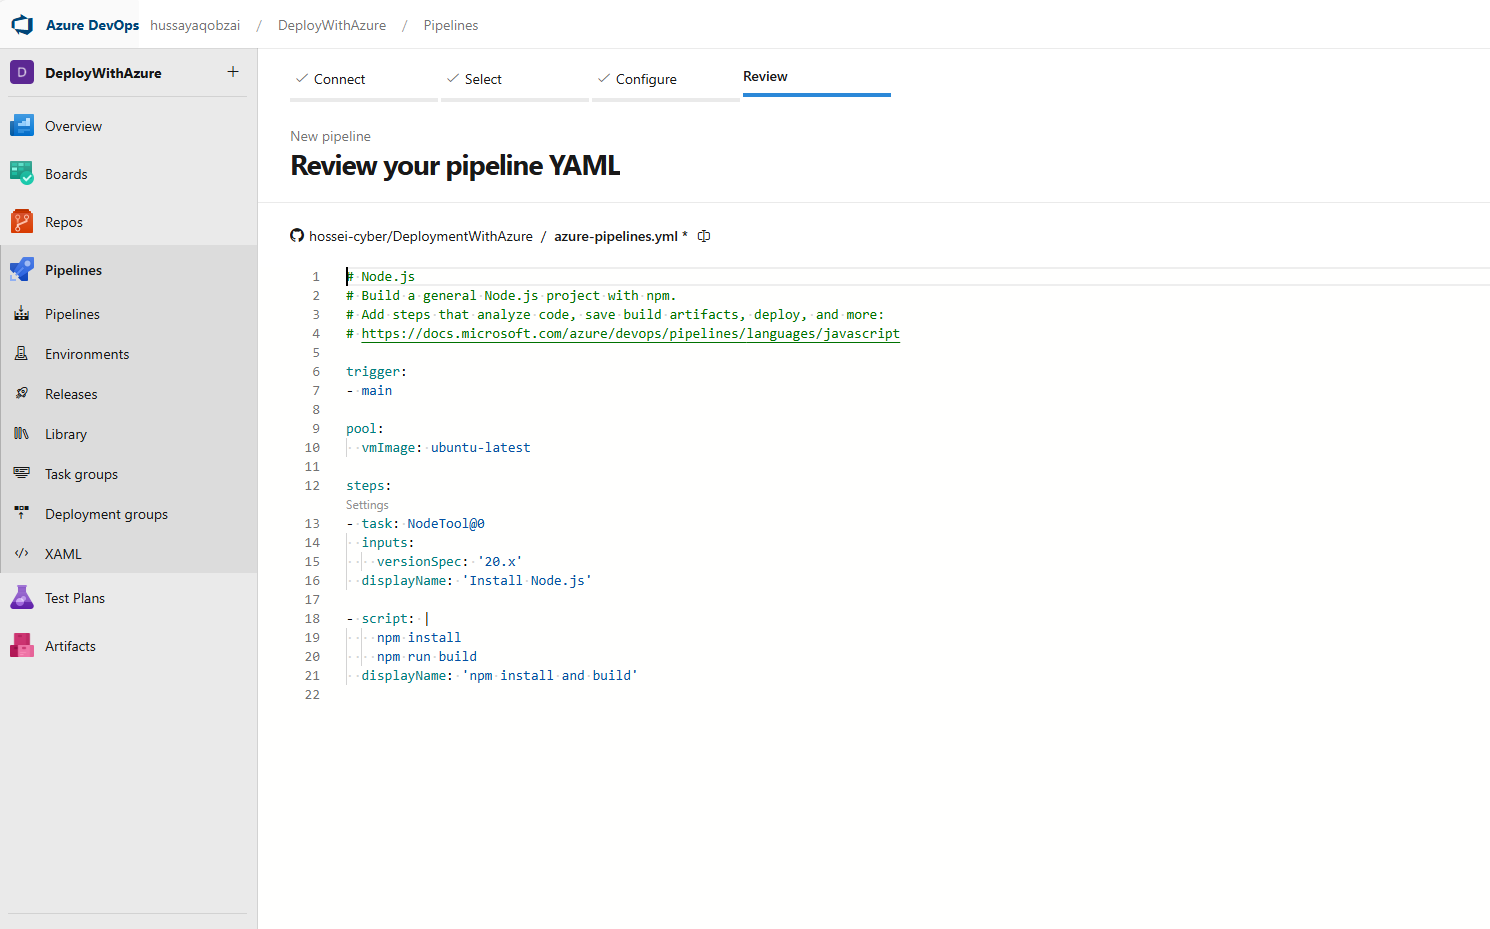 Azure DevOps hussayaqobzai / DeployWithAzure / Pipelines
D DeployWithAzure +
Overview
Boards
Repos
Pipelines
Pipelines
Environments
Releases
Library
Task groups
Deployment groups
XAML
Test Plans
Artifacts
Connect Select Configure Review
New pipeline
Review your pipeline YAML
hossei-cyber/DeploymentWithAzure / azure-pipelines.yml *
1 # Node.js
2 # Build a general Node.js project with npm.
3 # Add steps that analyze code, save build artifacts, deploy, and more:
4 # https://docs.microsoft.com/azure/devops/pipelines/languages/javascript
5
6 trigger:
7 - main
8
9 pool:
10   vmImage: ubuntu-latest
11
12 steps:
Settings
13 - task: NodeTool@0
14   inputs:
15     versionSpec: '20.x'
16   displayName: 'Install Node.js'
17
18 - script: |
19     npm install
20     npm run build
21   displayName: 'npm install and build'
22